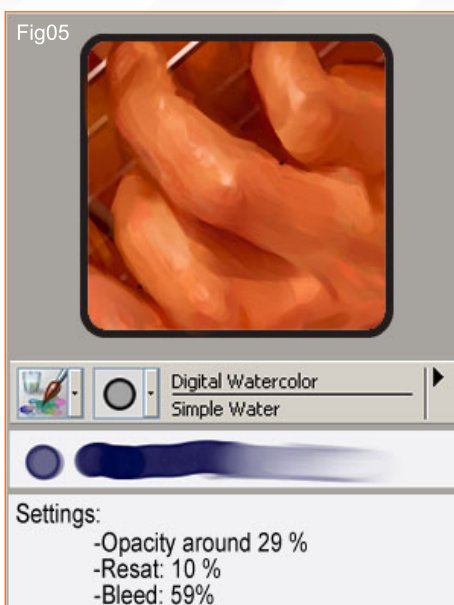 Fig05
Digital Watercolor
Simple Water
Settings:
-Opacity around 29 %
-Resat: 10 %
-Bleed: 59%